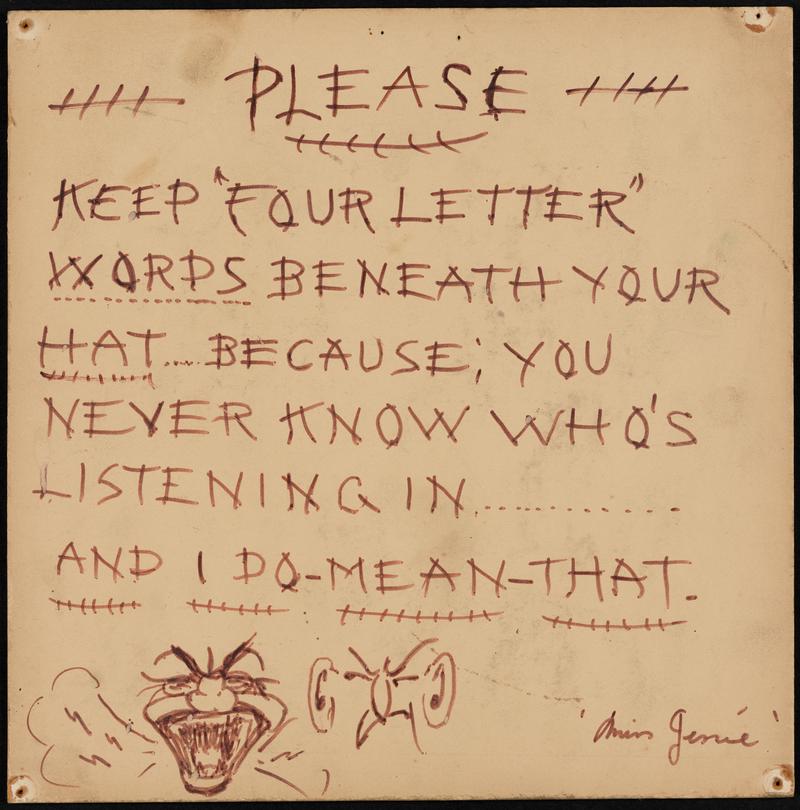 PLEASE
KEEP "FOUR LETTER"
WORDS BENEATH YOUR
HAT.... BECAUSE; YOU
NEVER KNOW WHO'S
LISTENING IN..............
AND I DO-MEAN-THAT.
'Miss Genié'